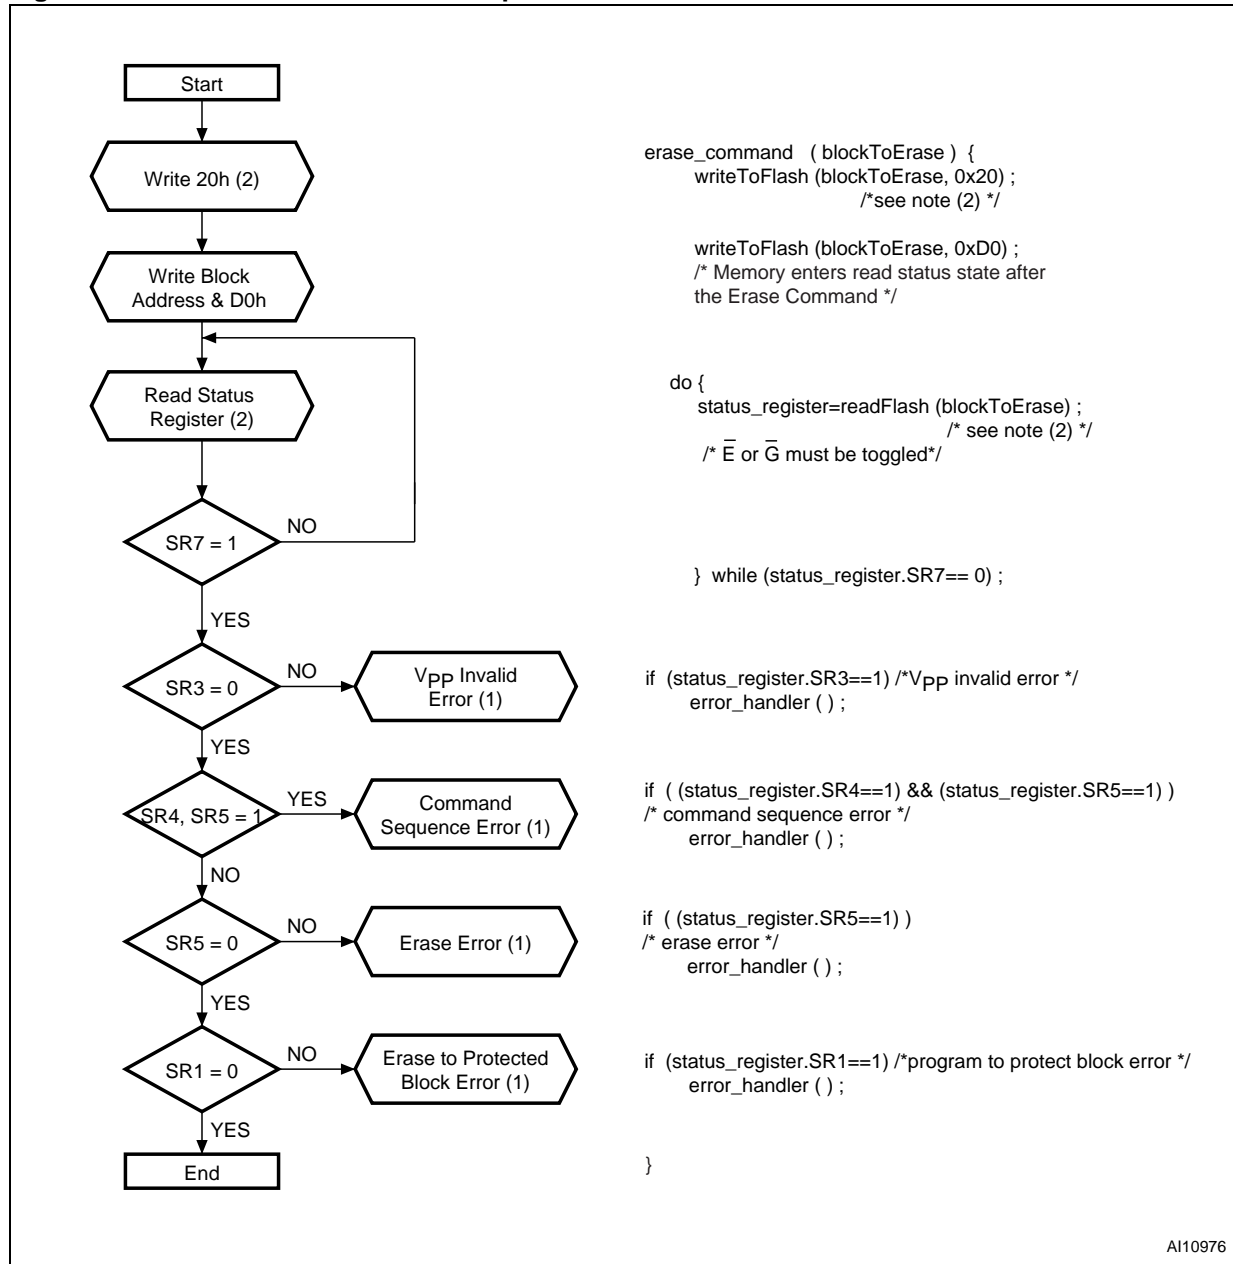 Start
Write 20h (2)
Write Block
Address & D0h
Read Status
Register (2)
SR7 = 1
NO
YES
SR3 = 0
NO
VPP Invalid
Error (1)
YES
SR4, SR5 = 1
YES
Command
Sequence Error (1)
NO
SR5 = 0
NO
Erase Error (1)
YES
SR1 = 0
NO
Erase to Protected
Block Error (1)
YES
End
erase_command ( blockToErase ) {
writeToFlash (blockToErase, 0x20) ;
/*see note (2) */
writeToFlash (blockToErase, 0xD0) ;
/* Memory enters read status state after
the Erase Command */
do {
status_register=readFlash (blockToErase) ;
/* see note (2) */
/* E̅ or G̅ must be toggled*/
} while (status_register.SR7== 0) ;
if (status_register.SR3==1) /*VPP invalid error */
error_handler ( ) ;
if ( (status_register.SR4==1) && (status_register.SR5==1) )
/* command sequence error */
error_handler ( ) ;
if ( (status_register.SR5==1) )
/* erase error */
error_handler ( ) ;
if (status_register.SR1==1) /*program to protect block error */
error_handler ( ) ;
}
AI10976